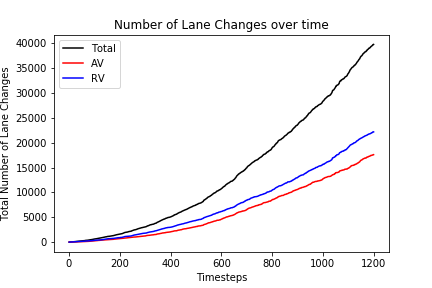 Number of Lane Changes over time
Total Number of Lane Changes
40000
35000
30000
25000
20000
15000
10000
5000
0
Total
AV
RV
0 200 400 600 800 1000 1200
Timesteps